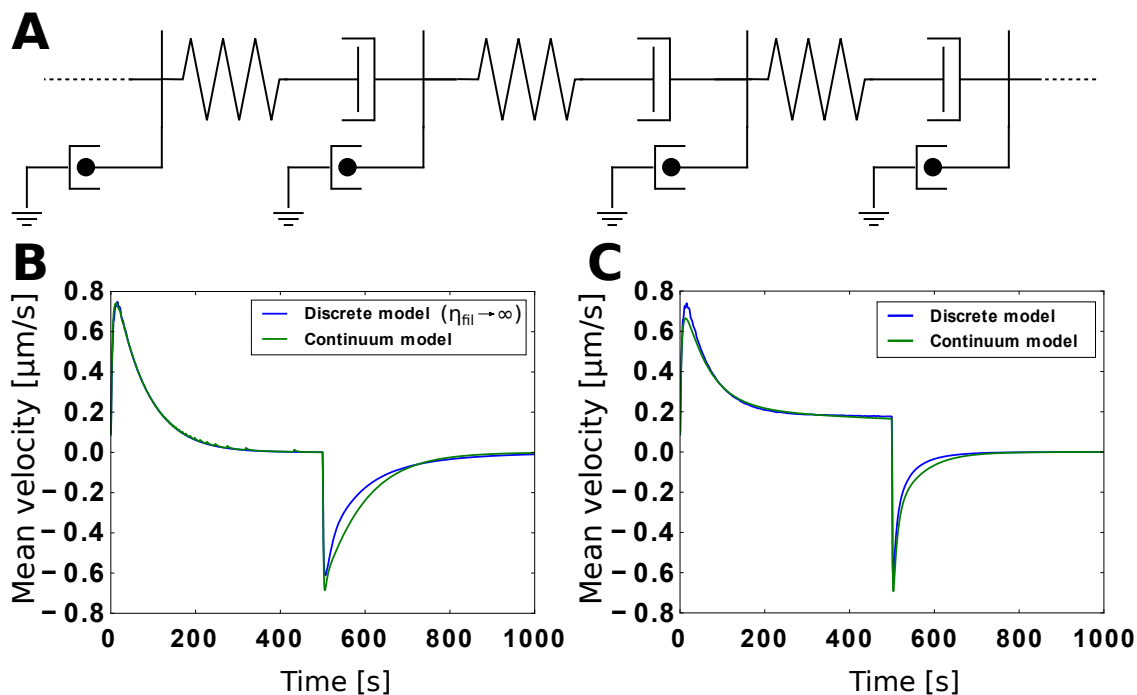 A
B
0.8
0.6
0.4
0.2
0.0
−0.2
−0.4
−0.6
−0.8
Mean velocity [μm/s]
Discrete model (ηfil→∞)
Continuum model
0 200 400 600 800 1000
Time [s]
C
0.8
0.6
0.4
0.2
0.0
−0.2
−0.4
−0.6
−0.8
Mean velocity [μm/s]
Discrete model
Continuum model
0 200 400 600 800 1000
Time [s]